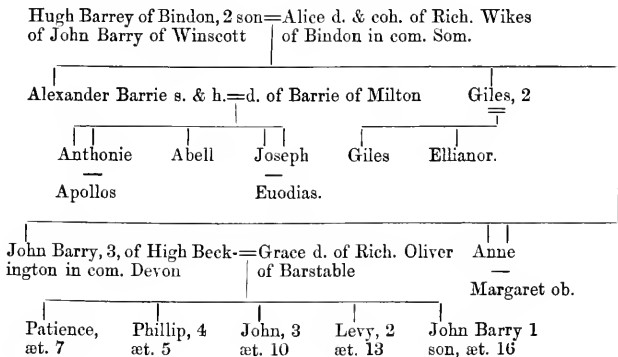 Hugh Barrey of Bindon, 2 son=Alice d. & coh. of Rich. Wikes
of John Barry of Winscott of Bindon in com. Som.
Alexander Barrie s. & h.=d. of Barrie of Milton Giles, 2
Anthonie Abell Joseph Giles Ellianor.
Apollos Euodias.
John Barry, 3, of High Beck-=Grace d. of Rich. Oliver Anne
ington in com. Devon of Barstable
Margaret ob.
Patience, Phillip, 4 John, 3 Levy, 2 John Barry 1
æt. 7 æt. 5 æt. 10 æt. 13 son, æt. 16